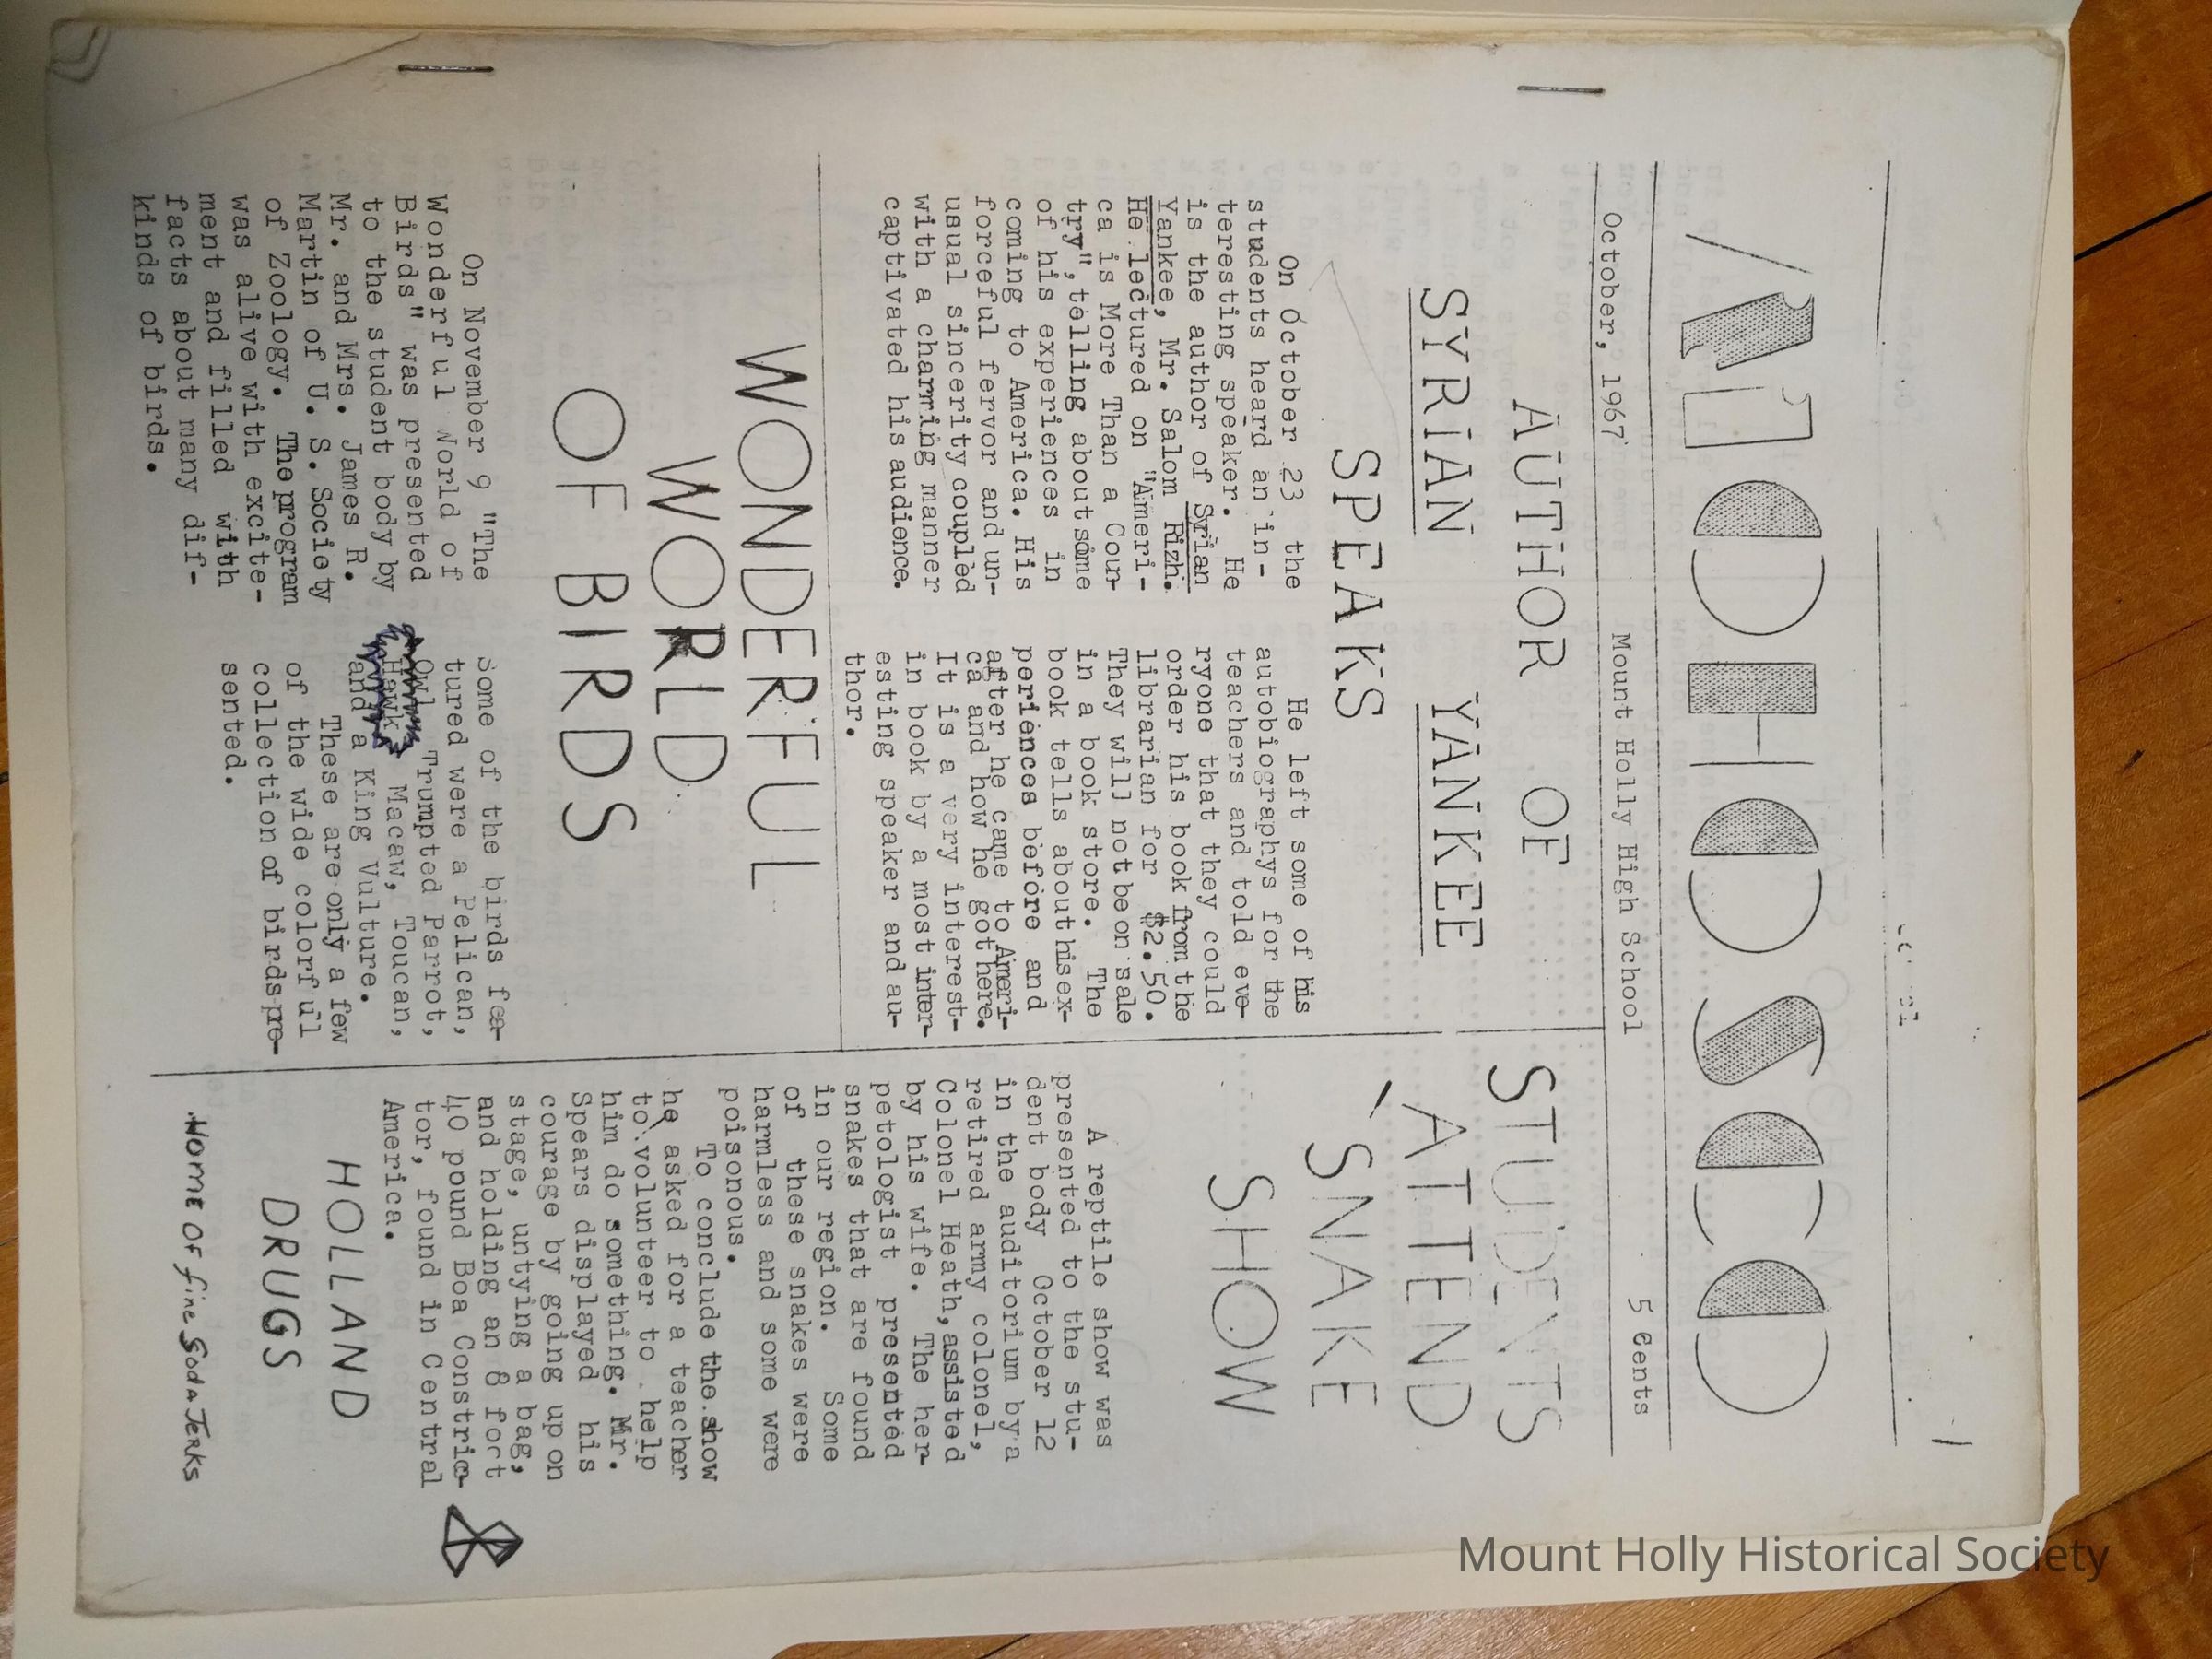 October, 1967
Mount Holly High School
5 Cents
AUTHOR OF
SYRIAN YANKEE
SPEAKS
On October 23 the
students heard an in-
teresting speaker. He
is the author of Syrian
Yankee, Mr. Salom Rizhi.
He lectured on "Ameri-
ca is More Than a Coun-
try", telling about some
of his experiences in
coming to America. His
forceful fervor and un-
usual sincerity coupled
with a charming manner
captivated his audience.
He left some of his
autobiographys for the
teachers and told eve-
ryone that they could
order his book from the
librarian for $2.50.
They will not be on sale
in a book store. The
book tells about his ex-
periences before and
after he came to Ameri-
ca and how he got here.
It is a very interest-
in book by a most inter-
esting speaker and au-
thor.
WONDERFUL
WORLD
OF BIRDS
On November 9 "The
Wonderful World of
Birds" was presented
to the student body by
Mr. and Mrs. James R.
Martin of U. S. Society
of Zoology. The program
was alive with excite-
ment and filled with
facts about many dif-
kinds of birds.
Some of the birds fea-
tured were a Pelican,
Owl, Trumpted Parrot,
Hawk, Macaw, Toucan,
and a King Vulture.
These are only a few
of the wide colorful
collection of birds pre-
sented.
STUDENTS
ATTEND
SNAKE
SHOW
A reptile show was
presented to the stu-
dent body October 12
in the auditorium by a
retired army colonel,
Colonel Heath, assisted
by his wife. The her-
petologist presented
snakes that are found
in our region. Some
of these snakes were
harmless and some were
poisonous.
To conclude the show
he asked for a teacher
to volunteer to help
him do something. Mr.
Spears displayed his
courage by going up on
stage, untying a bag,
and holding an 8 foot
40 pound Boa Constric-
tor, found in Central
America.
HOLLAND
DRUGS
Home of fine Soda Jerks
Mount Holly Historical Society